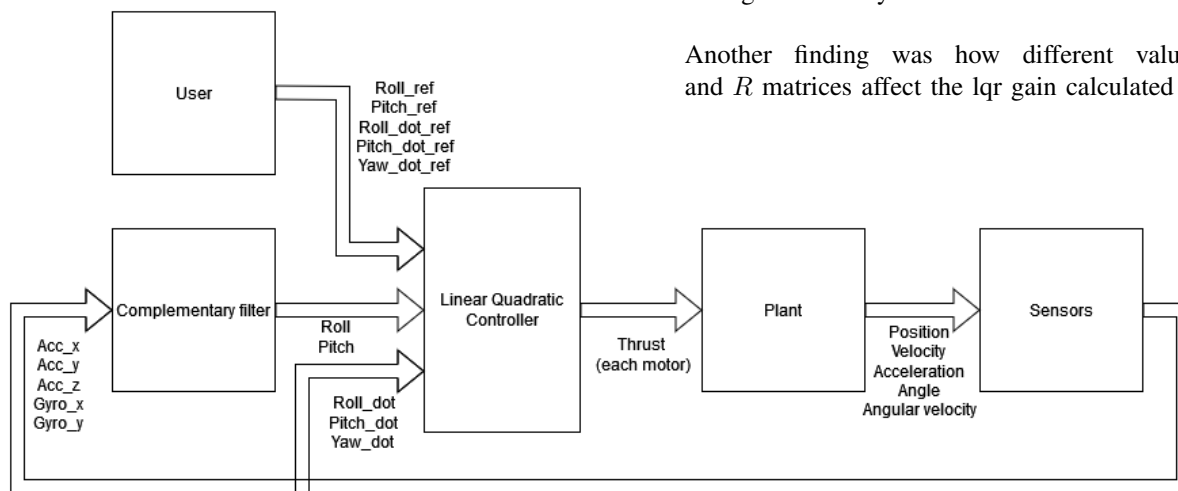 Another finding was how different
and R matrices affect the lqr gain calculated
User
Roll_ref
Pitch_ref
Roll_dot_ref
Pitch_dot_ref
Yaw_dot_ref
Complementary filter
Linear Quadratic
Controller
Plant
Sensors
Roll
Pitch
Thrust
(each motor)
Position
Velocity
Acceleration
Angle
Angular velocity
Acc_x
Acc_y
Acc_z
Gyro_x
Gyro_y
Roll_dot
Pitch_dot
Yaw_dot